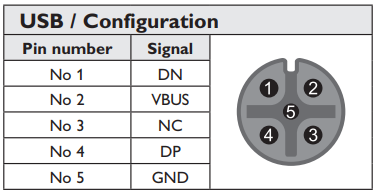 USB / Configuration
Pin number Signal
No 1 DN
No 2 VBUS
No 3 NC
No 4 DP
No 5 GND
1 2
5
4 3